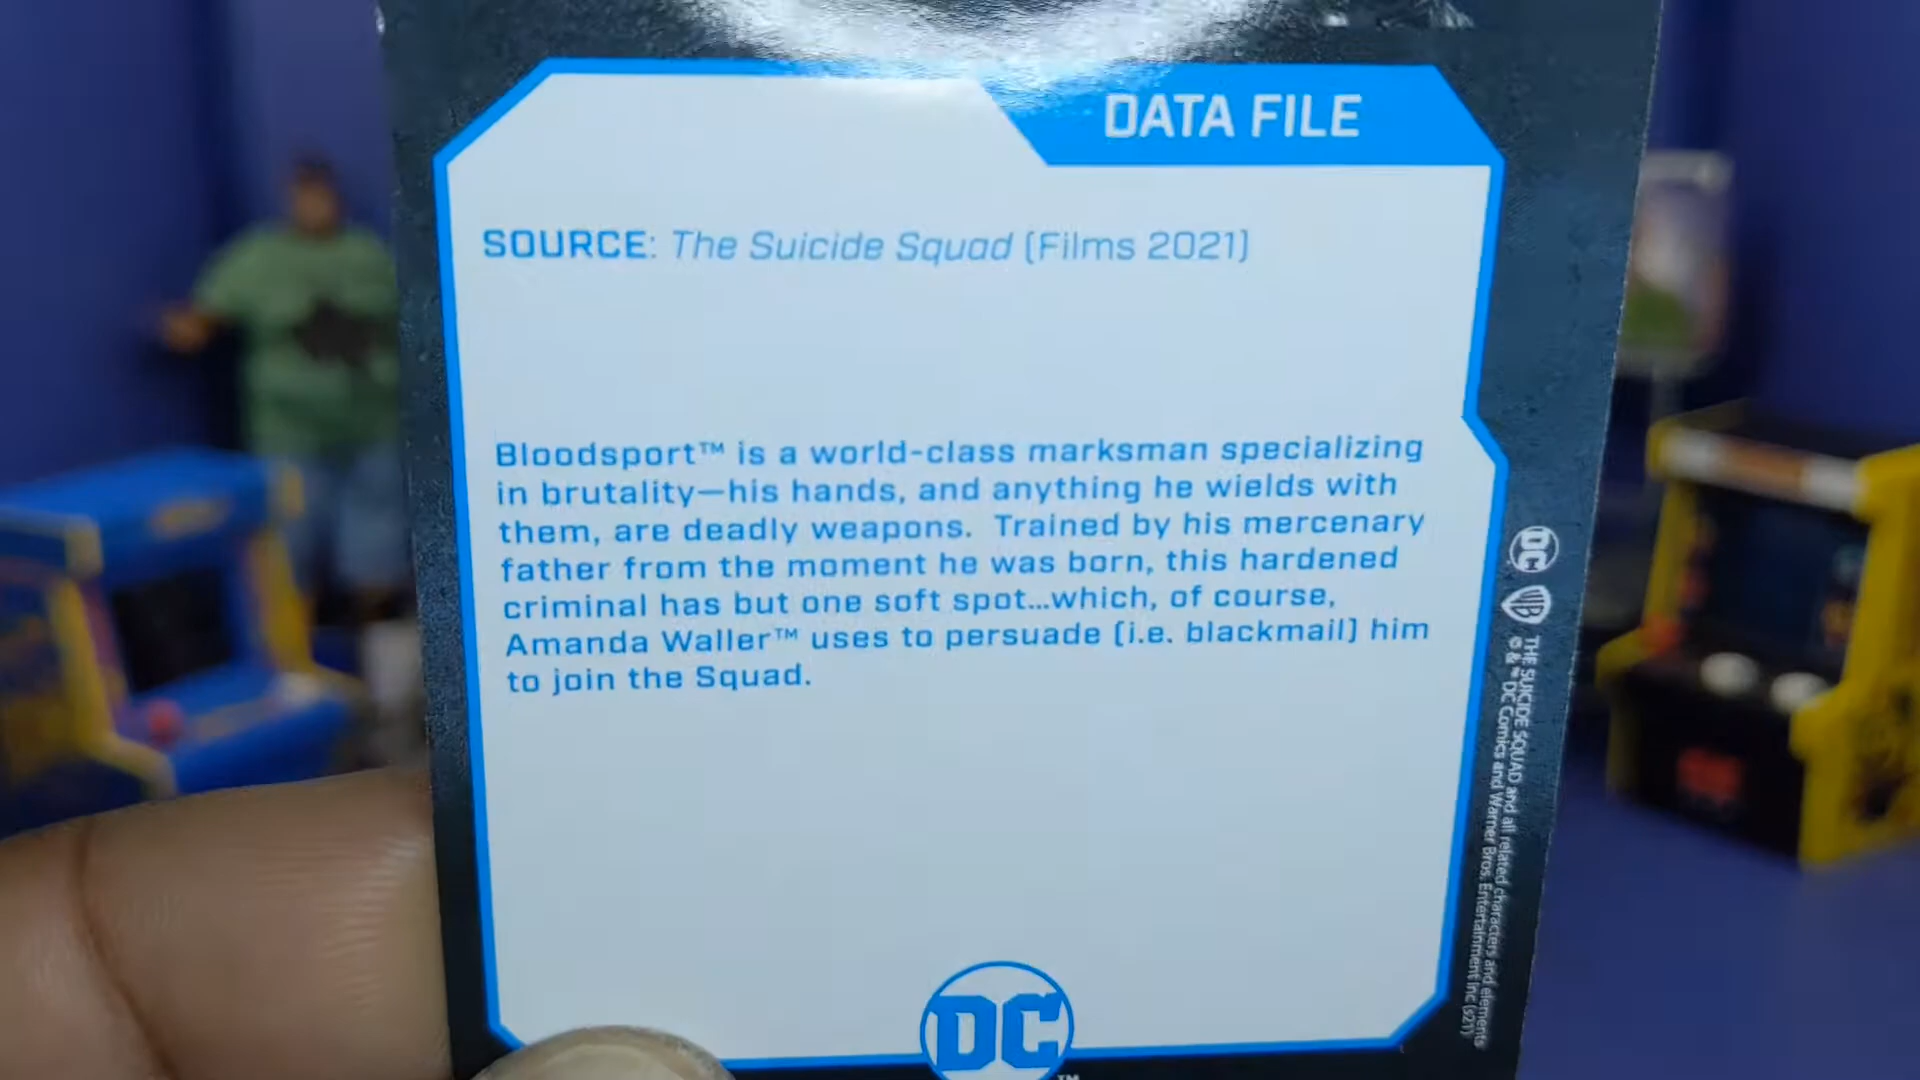 DATA FILE
SOURCE: The Suicide Squad (Films 2021)
Bloodsport™ is a world-class marksman specializing
in brutality—his hands, and anything he wields with
them, are deadly weapons. Trained by his mercenary
father from the moment he was born, this hardened
criminal has but one soft spot...which, of course,
Amanda Waller™ uses to persuade (i.e. blackmail) him
to join the Squad.
DC
™
DC
WB
THE SUICIDE SQUAD and all related characters and elements
© & ™ DC Comics and Warner Bros. Entertainment Inc. (s21)